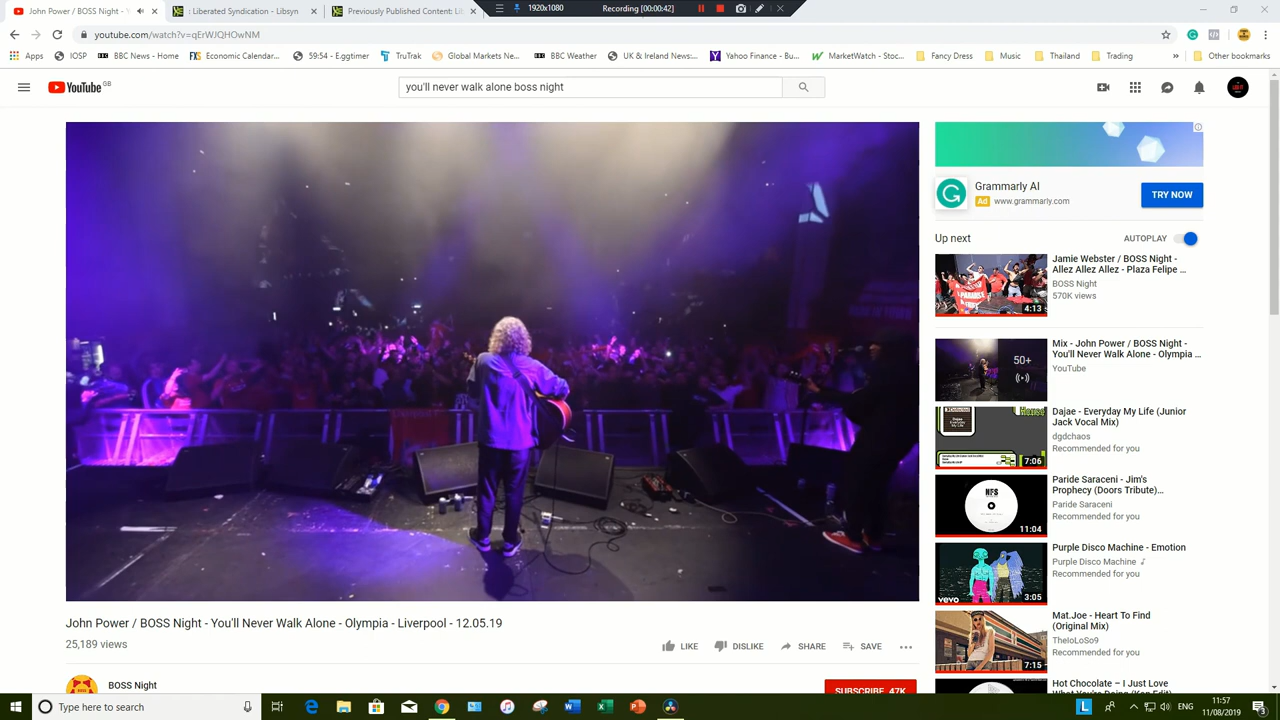 John Power / BOSS Night - Y
: Liberated Syndication - Libsyn
Previously Published Content: Li
1920x1080
Recording [00:00:42]
youtube.com/watch?v=qErWJQHOwNM
Apps
IOSP
BBC News - Home
Economic Calendar...
59:54 - Eggtimer
TruTrak
Global Markets Ne...
BBC Weather
UK & Ireland News:...
Yahoo Finance - Bu...
MarketWatch - Stoc...
Fancy Dress
Music
Thailand
Trading
»
Other bookmarks
YouTube GB
you'll never walk alone boss night
Grammarly AI
Ad www.grammarly.com
TRY NOW
Up next
AUTOPLAY
Jamie Webster / BOSS Night -
Allez Allez Allez - Plaza Felipe ...
BOSS Night
570K views
4:13
Mix - John Power / BOSS Night -
You'll Never Walk Alone - Olympia ...
YouTube
50+
Dajae - Everyday My Life (Junior
Jack Vocal Mix)
dgdchaos
Recommended for you
7:06
Paride Saraceni - Jim's
Prophecy (Doors Tribute)...
Paride Saraceni
Recommended for you
11:04
Purple Disco Machine - Emotion
Purple Disco Machine
Recommended for you
vevo
3:05
Mat.Joe - Heart To Find
(Original Mix)
TheIoLoSo9
Recommended for you
7:15
Hot Chocolate – I Just Love
What You're Doing (Ken Edit)
John Power / BOSS Night - You'll Never Walk Alone - Olympia - Liverpool - 12.05.19
25,189 views
LIKE
DISLIKE
SHARE
SAVE
BOSS Night
SUBSCRIBE 47K
Type here to search
ENG
11:57
11/08/2019